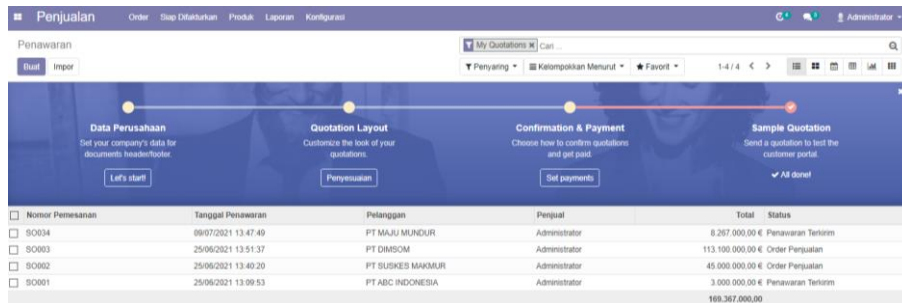 Penjualan Order Siap Difakturkan Produk Laporan Konfigurasi Administrator
Penawaran My Quotations × Cari ...
Buat Impor Penyaring Kelompokkan Menurut Favorit 1-4 / 4
Data Perusahaan Quotation Layout Confirmation & Payment Sample Quotation
Set your company's data for Customize the look of your Choose how to confirm quotations Send a quotation to test the
documents header/footer. quotations. and get paid. customer portal.
Let's start! Penyesuaian Set payments All done!
Nomor Pemesanan Tanggal Penawaran Pelanggan Penjual Total Status
SO034 09/07/2021 13:47:49 PT MAJU MUNDUR Administrator 8.267.000,00 € Penawaran Terkirim
SO003 25/06/2021 13:51:37 PT DIMSOM Administrator 113.100.000,00 € Order Penjualan
SO002 25/06/2021 13:40:20 PT SUSKES MAKMUR Administrator 45.000.000,00 € Order Penjualan
SO001 25/06/2021 13:09:53 PT ABC INDONESIA Administrator 3.000.000,00 € Penawaran Terkirim
169.367.000,00